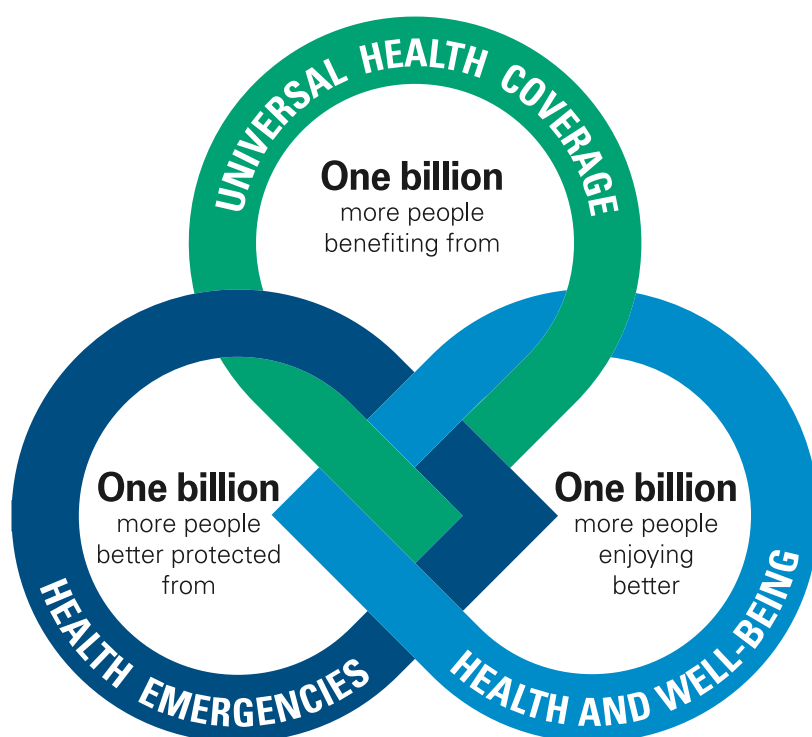 UNIVERSAL HEALTH COVERAGE
One billion
more people
benefiting from
One billion
more people
better protected
from
HEALTH EMERGENCIES
One billion
more people
enjoying
better
HEALTH AND WELL-BEING